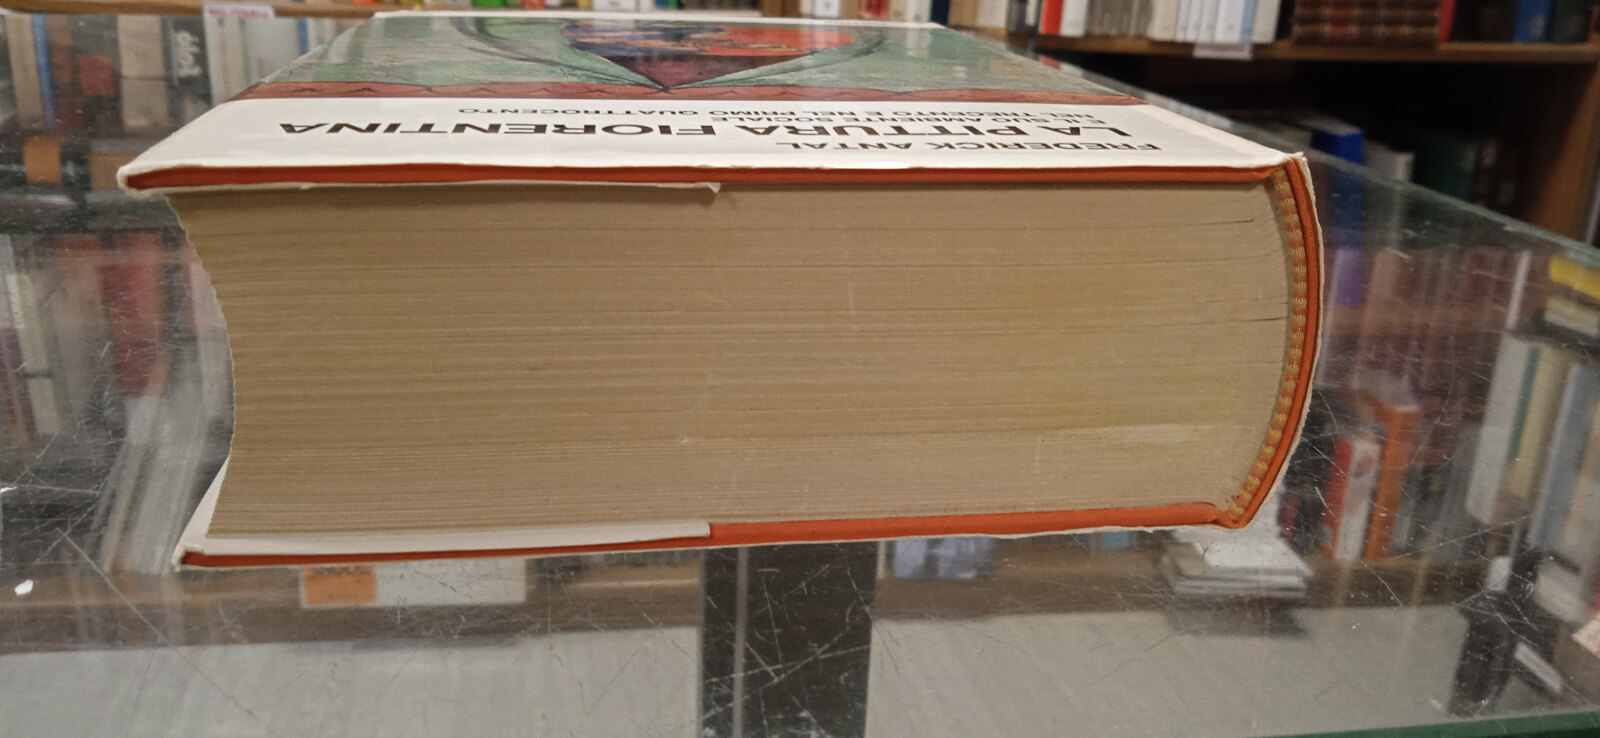 FREDERICK ANTAL
LA PITTURA FIORENTINA
E IL SUO AMBIENTE SOCIALE
NEL TRECENTO E NEL PRIMO QUATTROCENTO